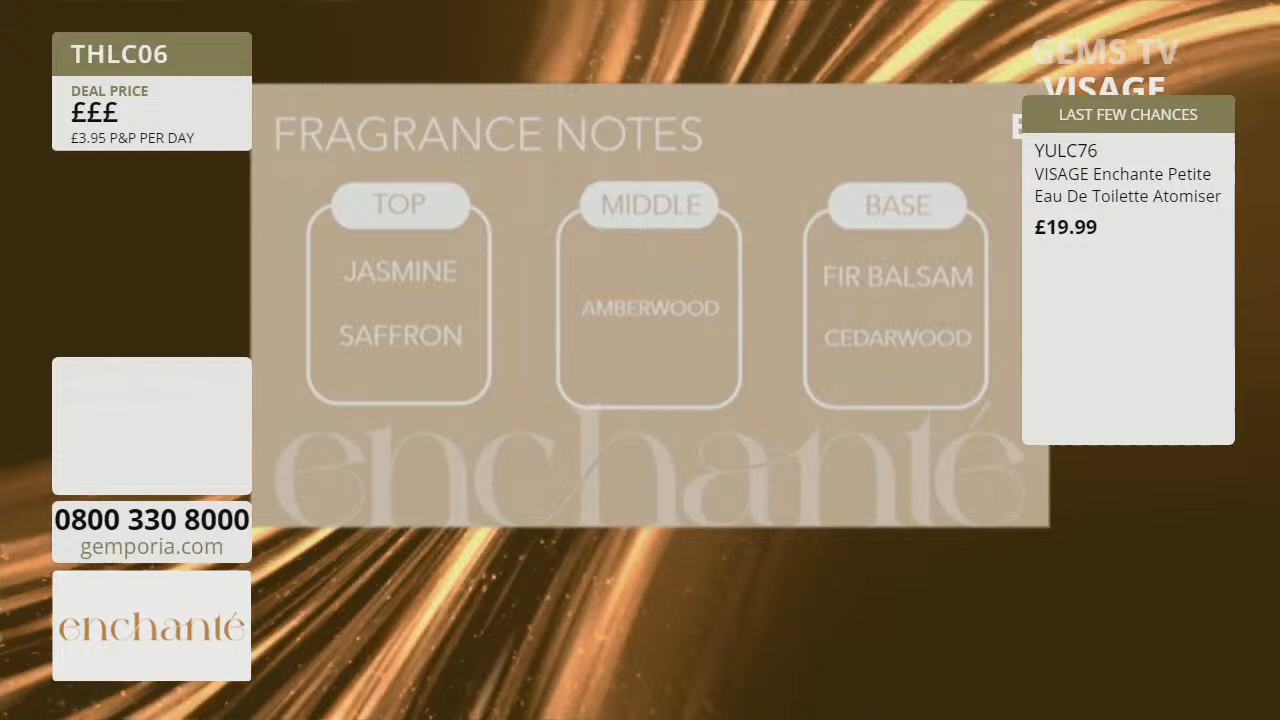 THLC06
DEAL PRICE
£££
£3.95 P&P PER DAY
GEMS TV
VISAGE
FRAGRANCE NOTES
TOP
JASMINE
SAFFRON
MIDDLE
AMBERWOOD
BASE
FIR BALSAM
CEDARWOOD
enchanté
LAST FEW CHANCES
YULC76
VISAGE Enchante Petite
Eau De Toilette Atomiser
£19.99
0800 330 8000
gemporia.com
enchanté